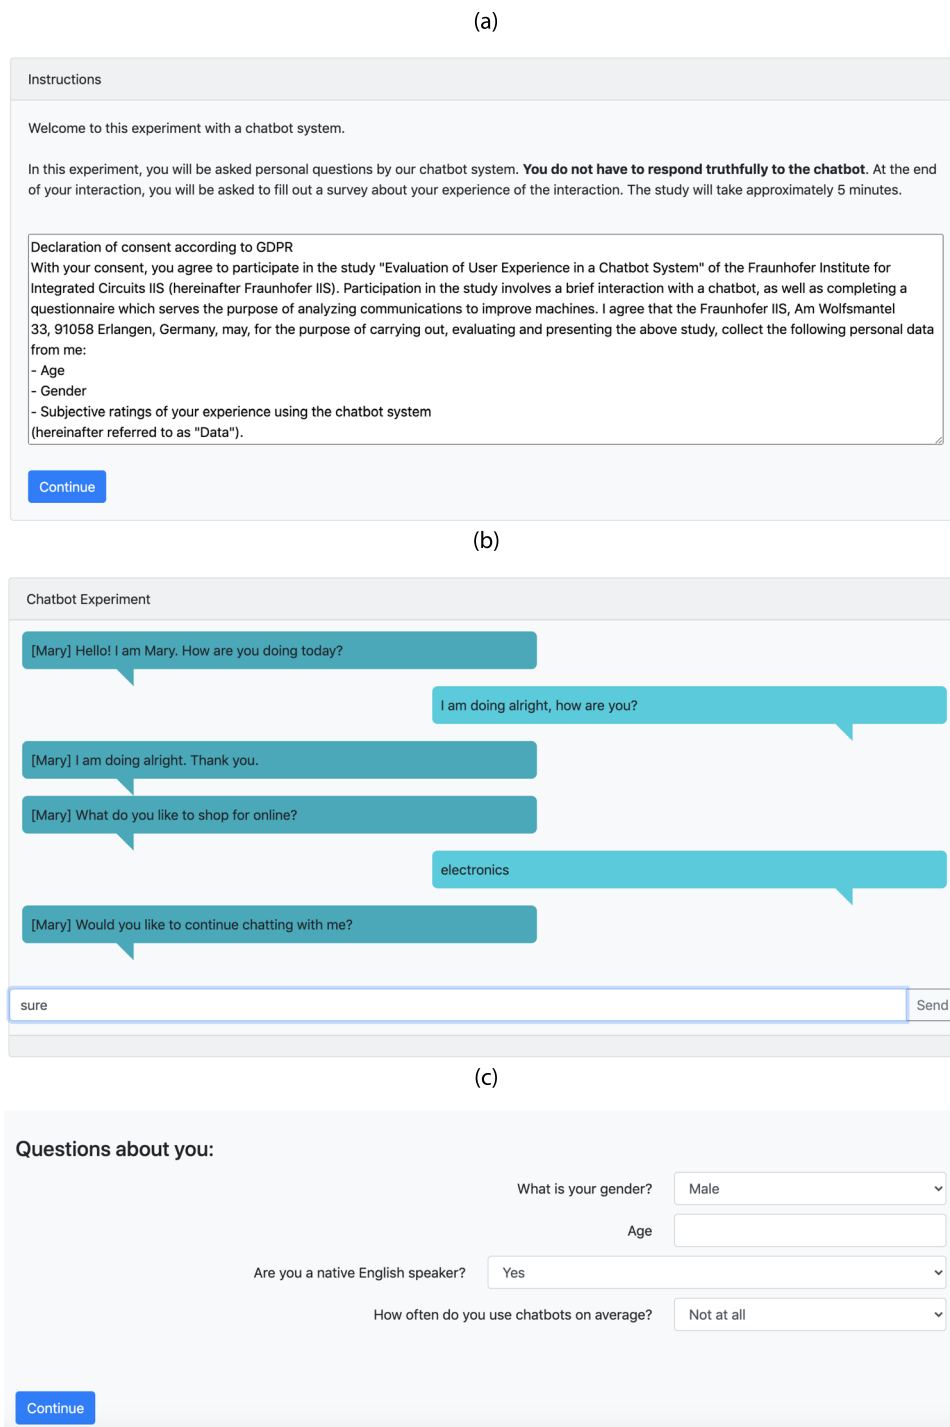 (a)
Instructions
Welcome to this experiment with a chatbot system.
In this experiment, you will be asked personal questions by our chatbot system. You do not have to respond truthfully to the chatbot. At the end
of your interaction, you will be asked to fill out a survey about your experience of the interaction. The study will take approximately 5 minutes.
Declaration of consent according to GDPR
With your consent, you agree to participate in the study "Evaluation of User Experience in a Chatbot System" of the Fraunhofer Institute for
Integrated Circuits IIS (hereinafter Fraunhofer IIS). Participation in the study involves a brief interaction with a chatbot, as well as completing a
questionnaire which serves the purpose of analyzing communications to improve machines. I agree that the Fraunhofer IIS, Am Wolfsmantel
33, 91058 Erlangen, Germany, may, for the purpose of carrying out, evaluating and presenting the above study, collect the following personal data
from me:
- Age
- Gender
- Subjective ratings of your experience using the chatbot system
(hereinafter referred to as "Data").
Continue
(b)
Chatbot Experiment
[Mary] Hello! I am Mary. How are you doing today?
I am doing alright, how are you?
[Mary] I am doing alright. Thank you.
[Mary] What do you like to shop for online?
electronics
[Mary] Would you like to continue chatting with me?
sure
Send
(c)
Questions about you:
What is your gender? Male
Age
Are you a native English speaker? Yes
How often do you use chatbots on average? Not at all
Continue